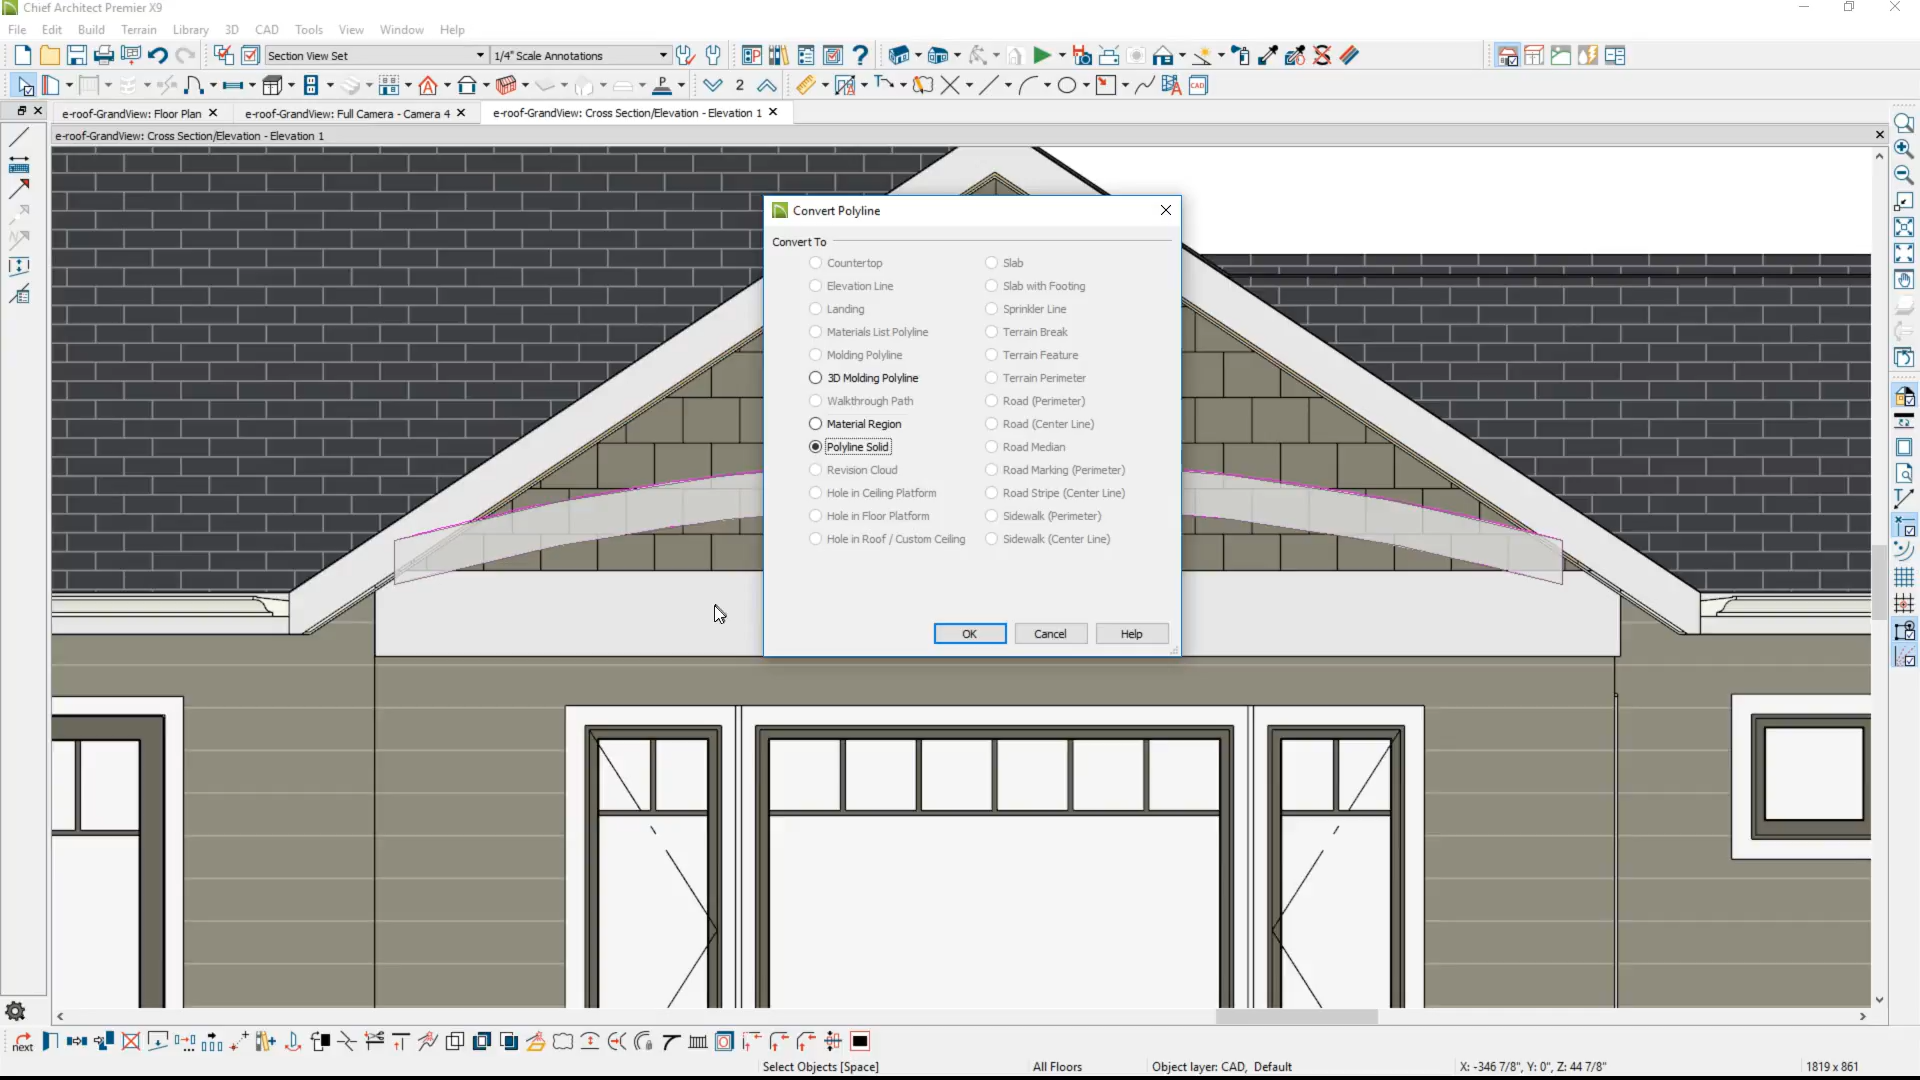 Chief Architect Premier X9
File Edit Build Terrain Library 3D CAD Tools View Window Help
Section View Set
1/4" Scale Annotations
2
CAD
e-roof-GrandView: Floor Plan
e-roof-GrandView: Full Camera - Camera 4
e-roof-GrandView: Cross Section/Elevation - Elevation 1
e-roof-GrandView: Cross Section/Elevation - Elevation 1
Convert Polyline
Convert To
Countertop
Elevation Line
Landing
Materials List Polyline
Molding Polyline
3D Molding Polyline
Walkthrough Path
Material Region
Polyline Solid
Revision Cloud
Hole in Ceiling Platform
Hole in Floor Platform
Hole in Roof / Custom Ceiling
Slab
Slab with Footing
Sprinkler Line
Terrain Break
Terrain Feature
Terrain Perimeter
Road (Perimeter)
Road (Center Line)
Road Median
Road Marking (Perimeter)
Road Stripe (Center Line)
Sidewalk (Perimeter)
Sidewalk (Center Line)
OK Cancel Help
next
Select Objects [Space]
All Floors
Object layer: CAD, Default
X: -346 7/8", Y: 0", Z: 44 7/8"
1819 x 861